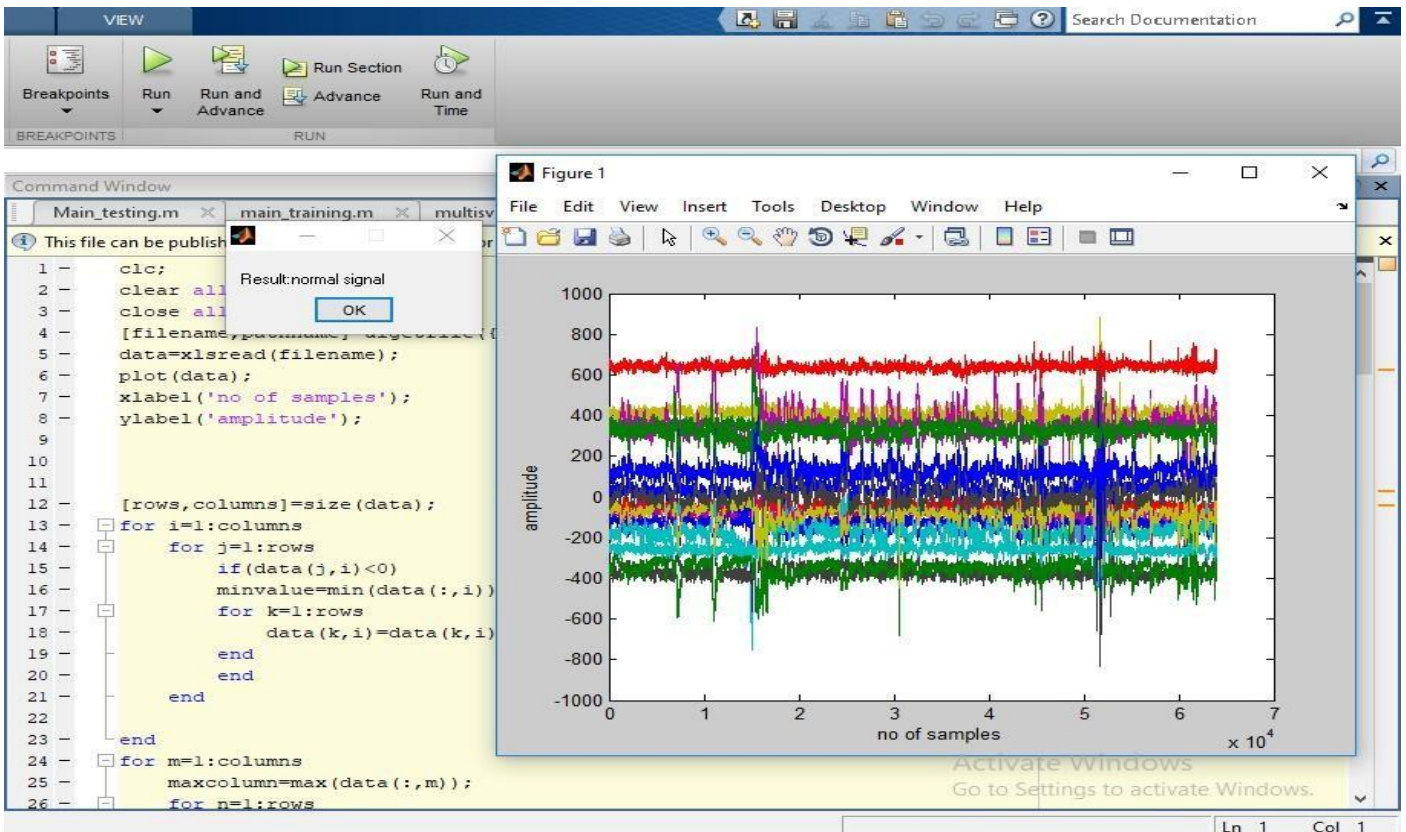 VIEW
Search Documentation
Breakpoints
Run
Run and Advance
Run Section
Advance
Run and Time
BREAKPOINTS
RUN
Command Window
Main_testing.m
main_training.m
multisv
This file can be publish
or
Result:normal signal
OK
1 clc;
2 clear all
3 close all
4 [filename,
5 data=xlsread(filename);
6 plot(data);
7 xlabel('no of samples');
8 ylabel('amplitude');
9
10
11
12 [rows,columns]=size(data);
13 for i=1:columns
14 for j=1:rows
15 if(data(j,i)<0)
16 minvalue=min(data(:,i))
17 for k=1:rows
18 data(k,i)=data(k,i)
19 end
20 end
21 end
22
23 end
24 for m=1:columns
25 maxcolumn=max(data(:,m));
26 for n=1:rows
Figure 1
File Edit View Insert Tools Desktop Window Help
1000
800
600
400
200
0
-200
-400
-600
-800
-1000
amplitude
0 1 2 3 4 5 6 7
no of samples
x 10^4
Activate Windows
Go to Settings to activate Windows.
Ln 1 Col 1